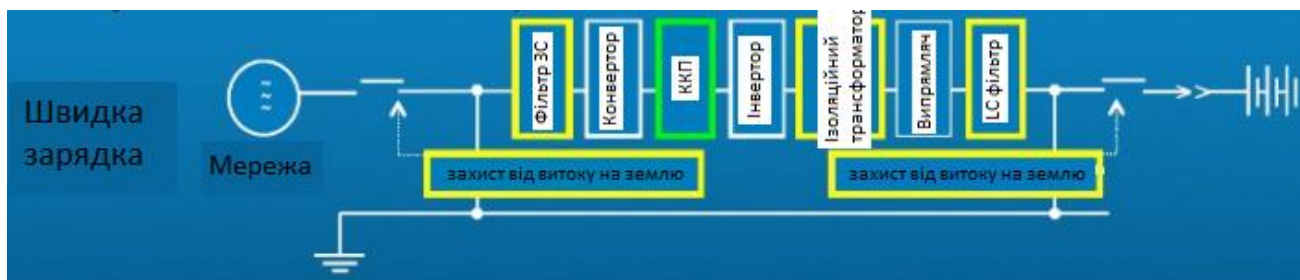 Швидка
зарядка
Мережа
Фільтр ЗС
Конвертор
ККП
Інвертор
Ізоляційний
трансформатор
Випрямляч
LC фільтр
захист від витоку на землю
захист від витоку на землю